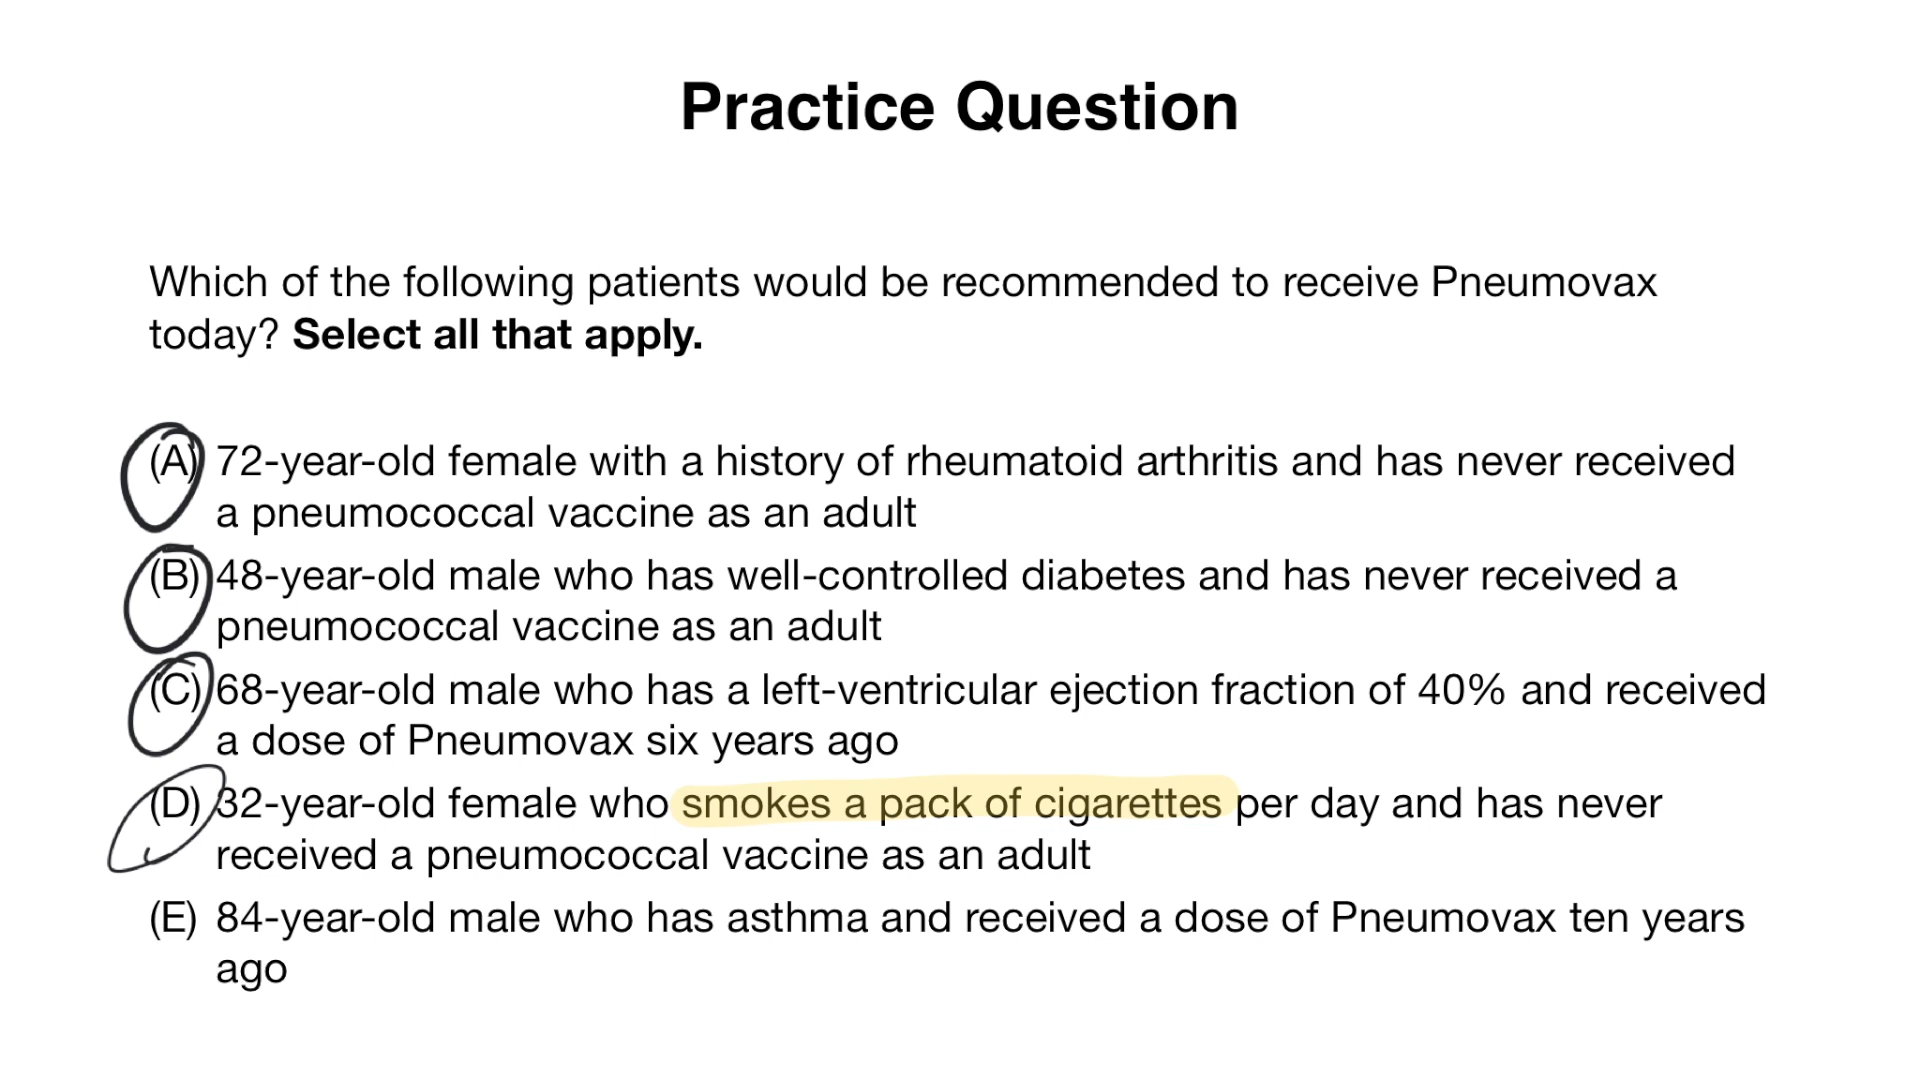 Practice Question
Which of the following patients would be recommended to receive Pneumovax
today? Select all that apply.
(A) 72-year-old female with a history of rheumatoid arthritis and has never received
a pneumococcal vaccine as an adult
(B) 48-year-old male who has well-controlled diabetes and has never received a
pneumococcal vaccine as an adult
(C) 68-year-old male who has a left-ventricular ejection fraction of 40% and received
a dose of Pneumovax six years ago
(D) 32-year-old female who smokes a pack of cigarettes per day and has never
received a pneumococcal vaccine as an adult
(E) 84-year-old male who has asthma and received a dose of Pneumovax ten years
ago